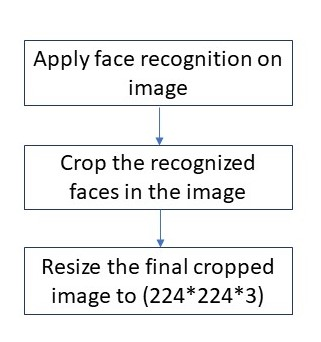 Apply face recognition on
image
Crop the recognized
faces in the image
Resize the final cropped
image to (224*224*3)